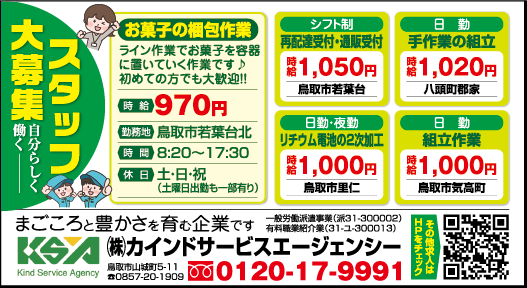 スタッフ
大募集
自分らしく
働く
お菓子の梱包作業
ライン作業でお菓子を容器
に置いていく作業です♪
初めての方でも大歓迎!!
時給 970円
勤務地 鳥取市若葉台北
時間 8:20〜17:30
休日 土・日・祝
(土曜日出勤も一部有り)
シフト制
再配達受付・通販受付
時給 1,050円
鳥取市若葉台
日勤
手作業の組立
時給 1,020円
八頭町郡家
日勤・夜勤
リチウム電池の2次加工
時給 1,000円
鳥取市里仁
日勤
組立作業
時給 1,000円
鳥取市気高町
まごころと豊かさを育む企業です
一般労働派遣事業(派31-300002)
有料職業紹介業(31-ユ-300013)
KSA
Kind Service Agency
㈱カインドサービスエージェンシー
鳥取市山城町5-11
☎0857-20-1909
0120-17-9991
その他求人は
HPをチェック